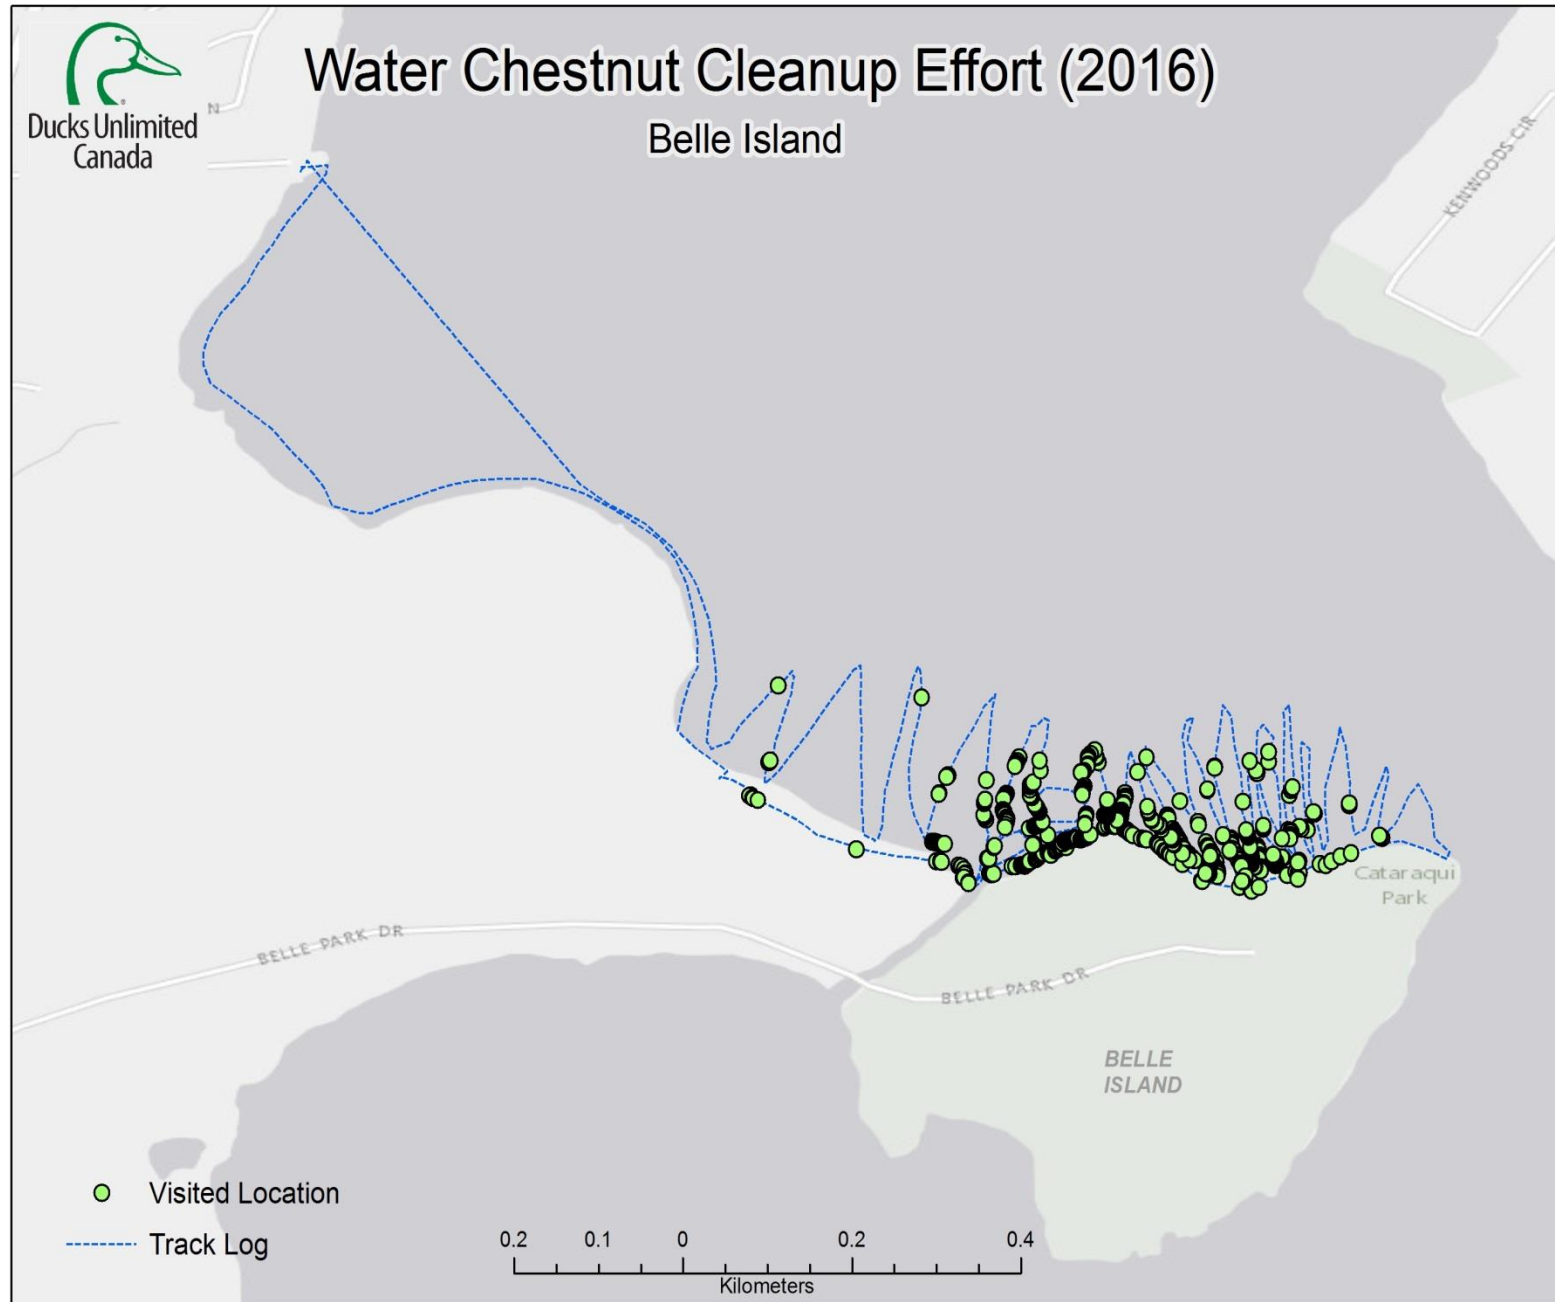 Water Chestnut Cleanup Effort (2016)
Belle Island
Ducks Unlimited
Canada
N
KENWOODS CIR
Cataraqui
Park
BELLE PARK DR
BELLE PARK DR
BELLE
ISLAND
Visited Location
Track Log
0.2 0.1 0 0.2 0.4
Kilometers